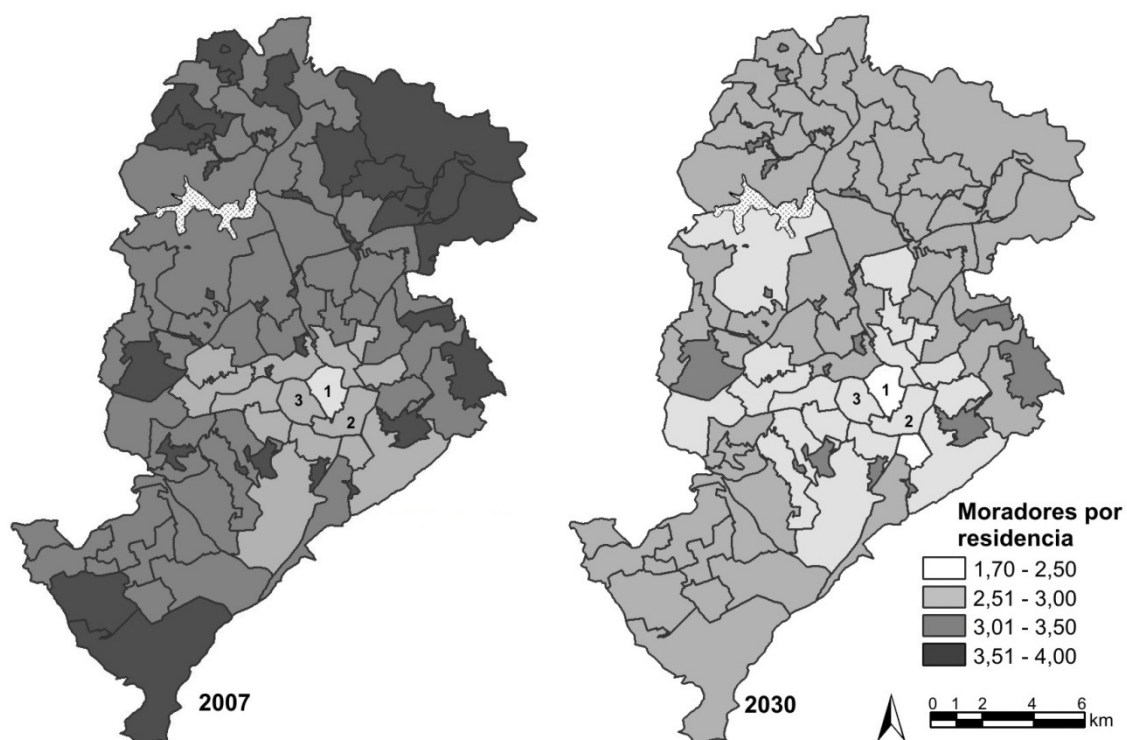 1
3
2
2007
1
3
2
2030
Moradores por
residencia
1,70 - 2,50
2,51 - 3,00
3,01 - 3,50
3,51 - 4,00
0 1 2 4 6
km